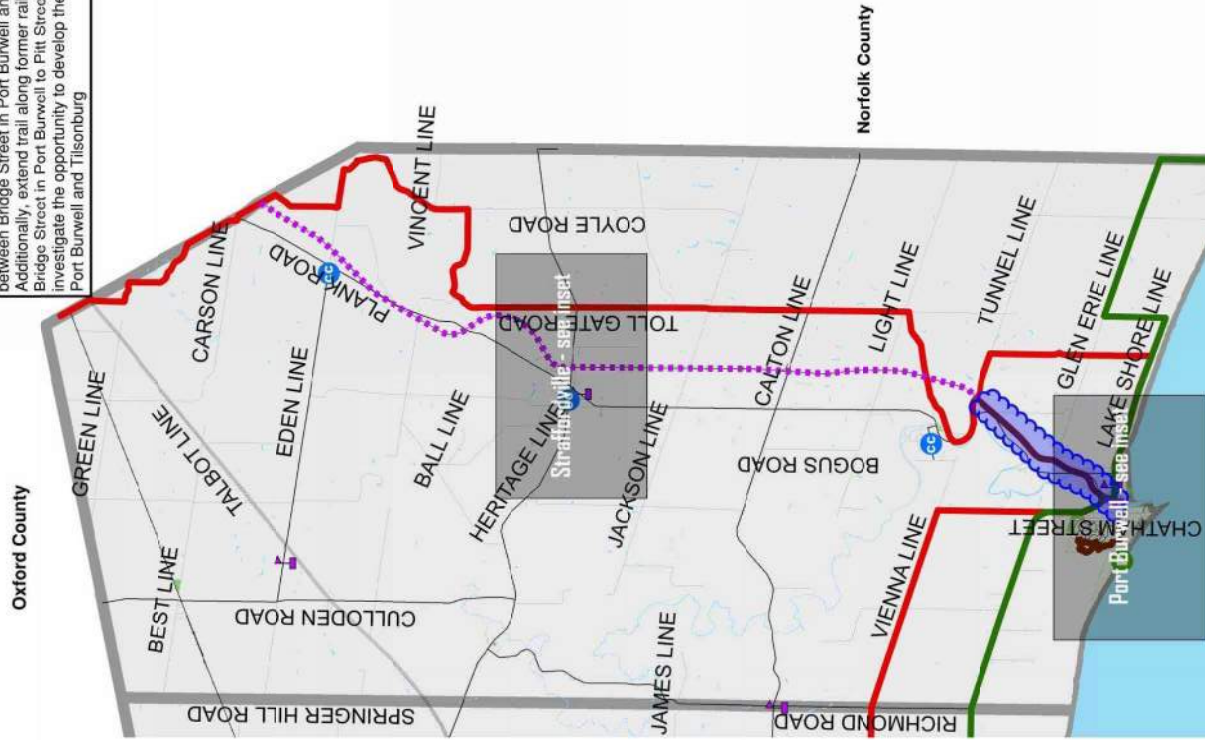 between Bridge Street in Port Burwell an
Additionally, extend trail along former rai
Bridge Street in Port Burwell to Pitt Stree
investigate the opportunity to develop the
Port Burwell and Tilsonburg
Oxford County
GREEN LINE
CARSON LINE
TALBOT LINE
PLANK ROAD
cc
VINCENT LINE
BEST LINE
EDEN LINE
CULLODEN ROAD
BALL LINE
COYLE ROAD
HERITAGE LINE
Straffordville - see inset
TOLL GATE ROAD
SPRINGER HILL ROAD
JACKSON LINE
CALTON LINE
Norfolk County
LIGHT LINE
BOGUS ROAD
cc
TUNNEL LINE
JAMES LINE
VIENNA LINE
GLEN ERIE LINE
LAKE SHORE LINE
RICHMOND ROAD
CHATHAM STREET
Port Burwell - see inset